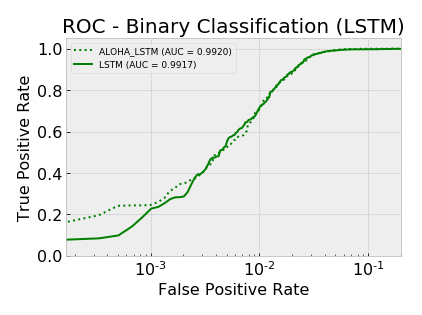 ROC - Binary Classification (LSTM)
ALOHA_LSTM (AUC = 0.9920)
LSTM (AUC = 0.9917)
True Positive Rate
1.0
0.8
0.6
0.4
0.2
0.0
10⁻³ 10⁻² 10⁻¹
False Positive Rate